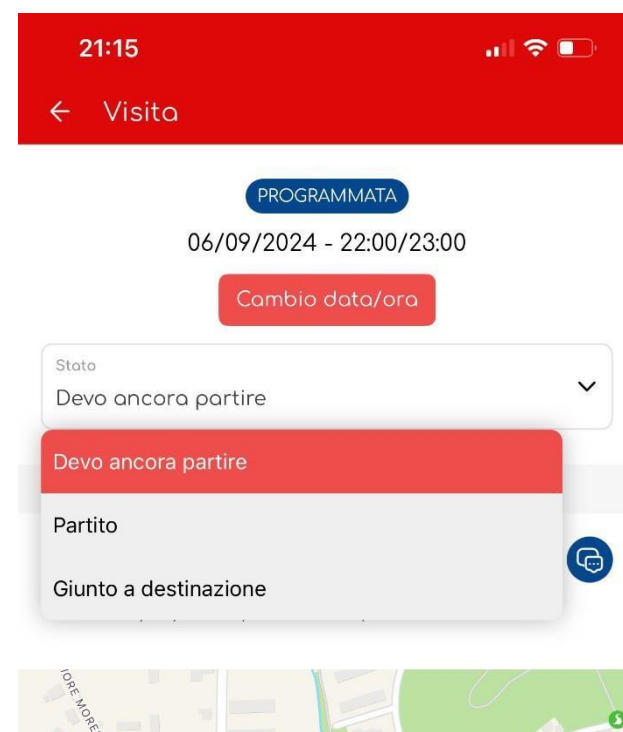 21:15
Visita
PROGRAMMATA
06/09/2024 - 22:00/23:00
Cambio data/ora
Stato
Devo ancora partire
Devo ancora partire
Partito
Giunto a destinazione